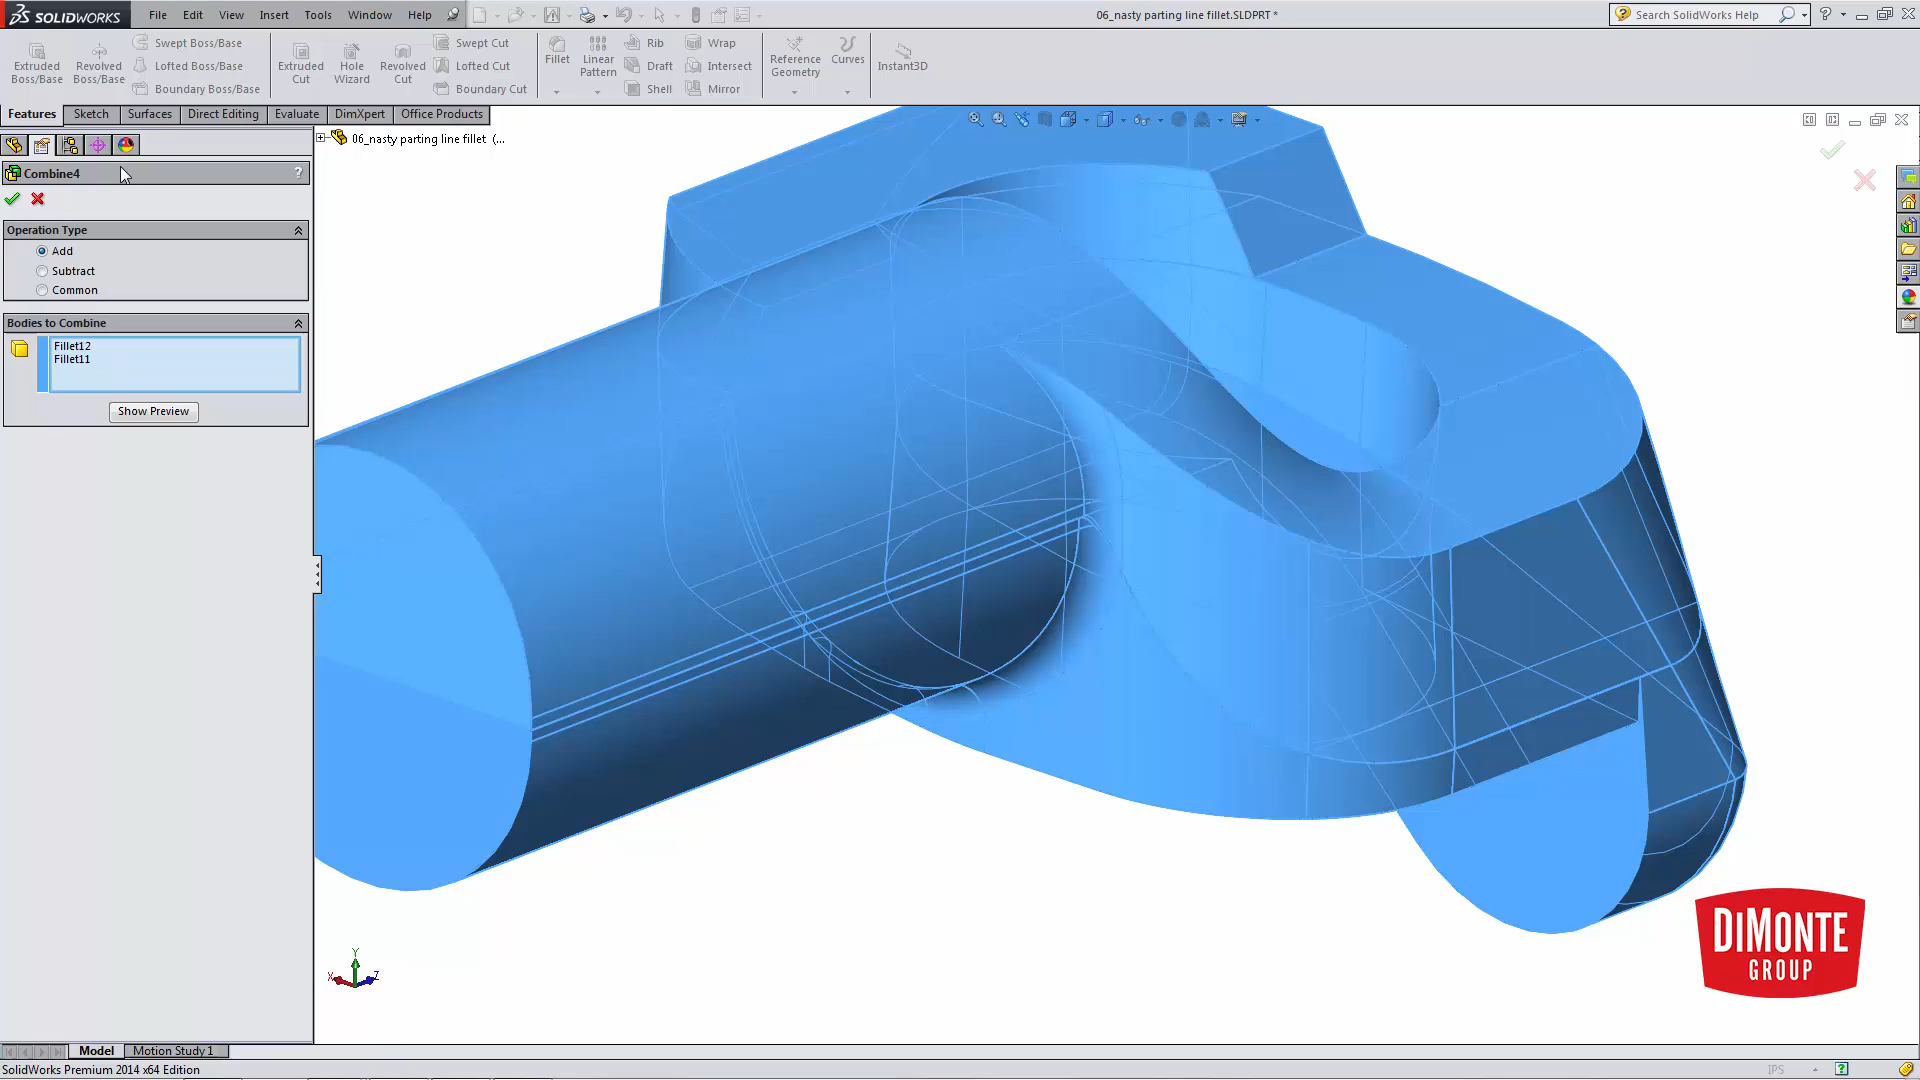 SOLIDWORKS File Edit View Insert Tools Window Help 06_nasty parting line fillet.SLDPRT * Search SolidWorks Help
Extruded Boss/Base
Revolved Boss/Base
Swept Boss/Base
Lofted Boss/Base
Boundary Boss/Base
Extruded Cut
Hole Wizard
Revolved Cut
Swept Cut
Lofted Cut
Boundary Cut
Fillet
Linear Pattern
Rib
Draft
Shell
Wrap
Intersect
Mirror
Reference Geometry
Curves
Instant3D
Features Sketch Surfaces Direct Editing Evaluate DimXpert Office Products
06_nasty parting line fillet (...
Combine4 ?
Operation Type
Add
Subtract
Common
Bodies to Combine
Fillet12
Fillet11
Show Preview
Y
X Z
DIMONTE
GROUP
Model Motion Study 1
SolidWorks Premium 2014 x64 Edition IPS ?